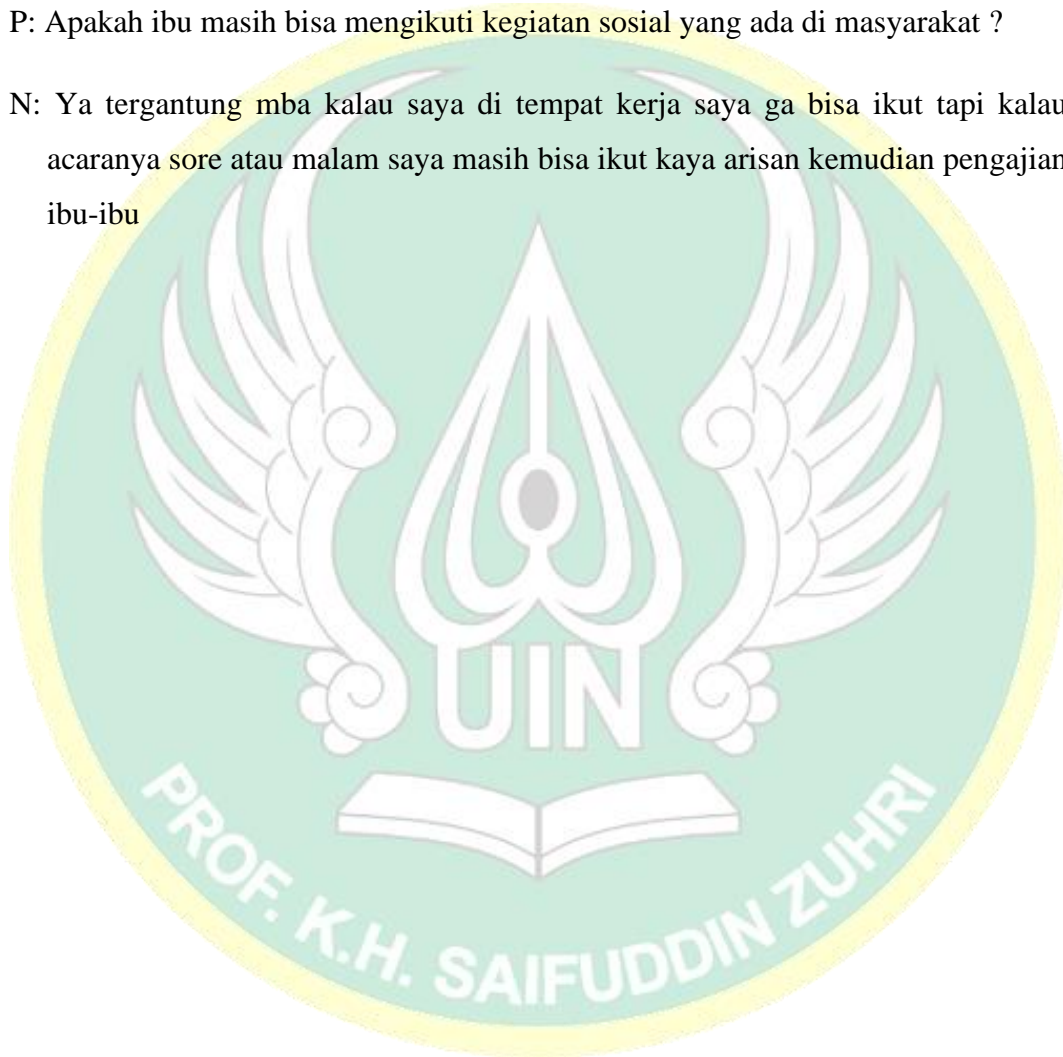 P: Apakah ibu masih bisa mengikuti kegiatan sosial yang ada di masyarakat ?
N: Ya tergantung mba kalau saya di tempat kerja saya ga bisa ikut tapi kalau
acaranya sore atau malam saya masih bisa ikut kaya arisan kemudian pengajian
ibu-ibu
UIN
PROF. K.H. SAIFUDDIN ZUHRI